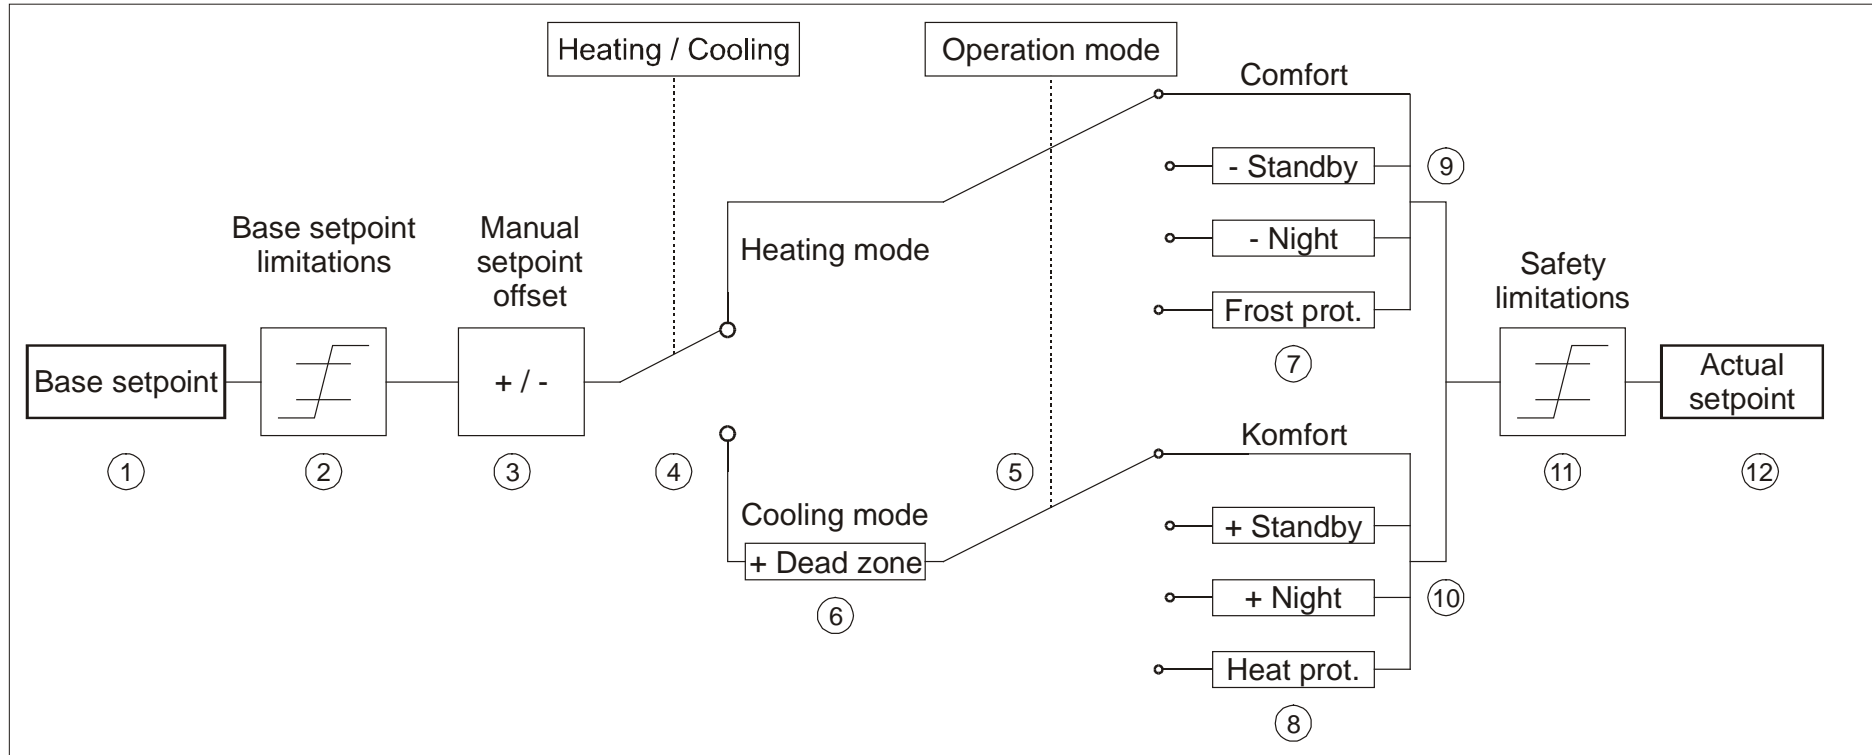 Heating / Cooling
Operation mode
Comfort
- Standby
9
- Night
Frost prot.
7
Base setpoint
limitations
Manual
setpoint
offset
Heating mode
Safety
limitations
Base setpoint
+ / -
Actual
setpoint
1
2
3
4
5
11
12
Komfort
Cooling mode
+ Dead zone
6
+ Standby
+ Night
10
Heat prot.
8